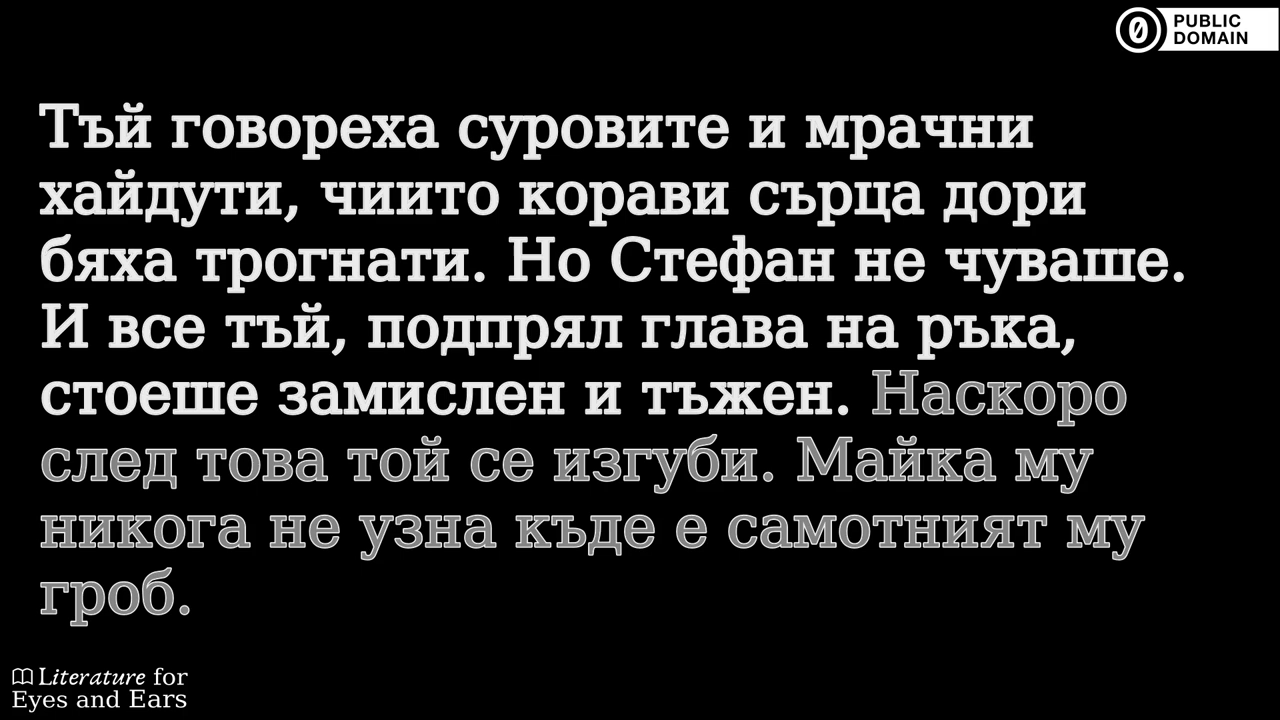 PUBLIC
DOMAIN
Тъй говореха суровите и мрачни
хайдути, чиито корави сърца дори
бяха трогнати. Но Стефан не чуваше.
И все тъй, подпрял глава на ръка,
стоеше замислен и тъжен. Наскоро
след това той се изгуби. Майка му
никога не узна къде е самотният му
гроб.
Literature for
Eyes and Ears